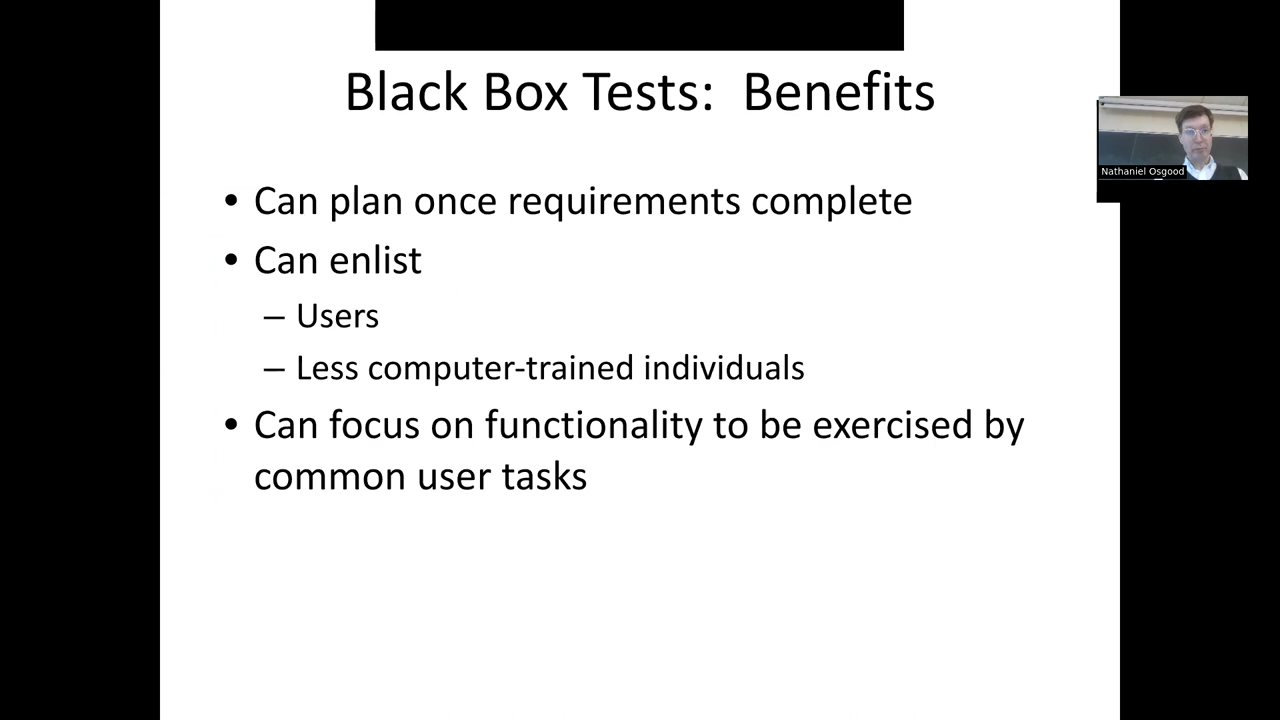 Black Box Tests:  Benefits
Nathaniel Osgood
• Can plan once requirements complete
• Can enlist
– Users
– Less computer-trained individuals
• Can focus on functionality to be exercised by
common user tasks